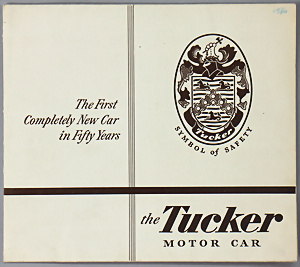 The First
Completely New Car
in Fifty Years
Tucker
SYMBOL of SAFETY
the Tucker
MOTOR CAR